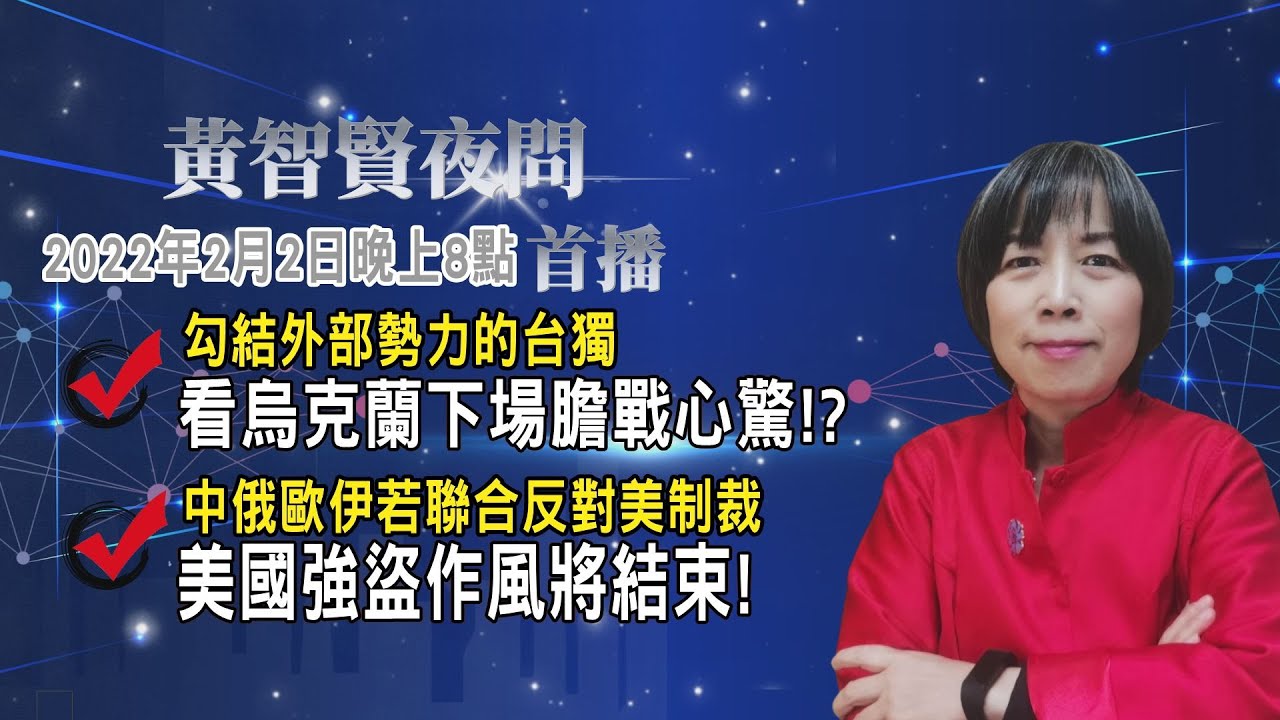 黃智賢夜問
2022年2月2日晚上8點 首播
勾結外部勢力的台獨
看烏克蘭下場膽戰心驚!?
中俄歐伊若聯合反對美制裁
美國強盜作風將結束!